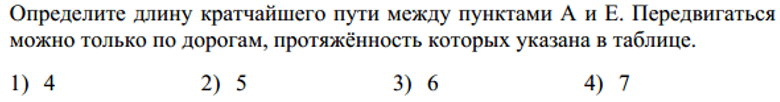 Определите длину кратчайшего пути между пунктами А и Е. Передвигаться
можно только по дорогам, протяжённость которых указана в таблице.
1) 4 2) 5 3) 6 4) 7